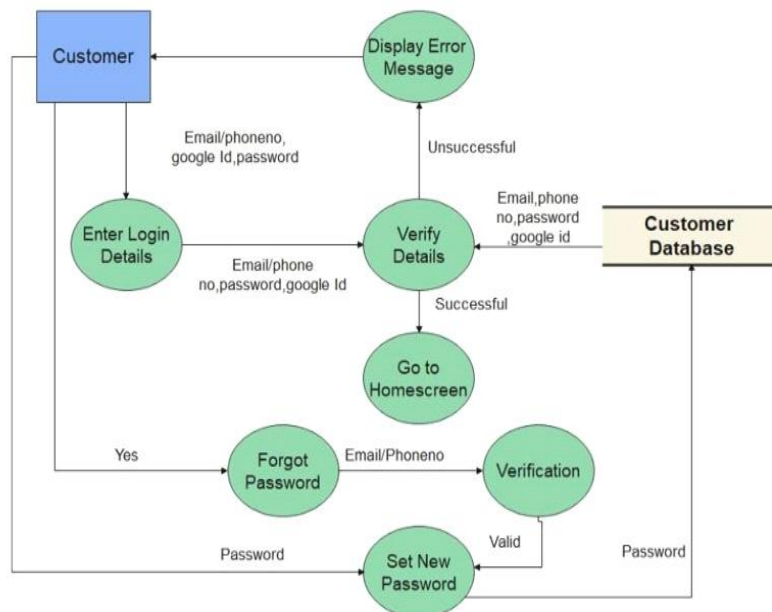 Customer
Display Error
Message
Email/phoneno,
google Id,password
Unsuccessful
Enter Login
Details
Email/phone
no,password,google Id
Verify
Details
Email,phone
no,password
,google id
Customer
Database
Successful
Go to
Homescreen
Yes
Forgot
Password
Email/Phoneno
Verification
Valid
Password
Set New
Password
Password